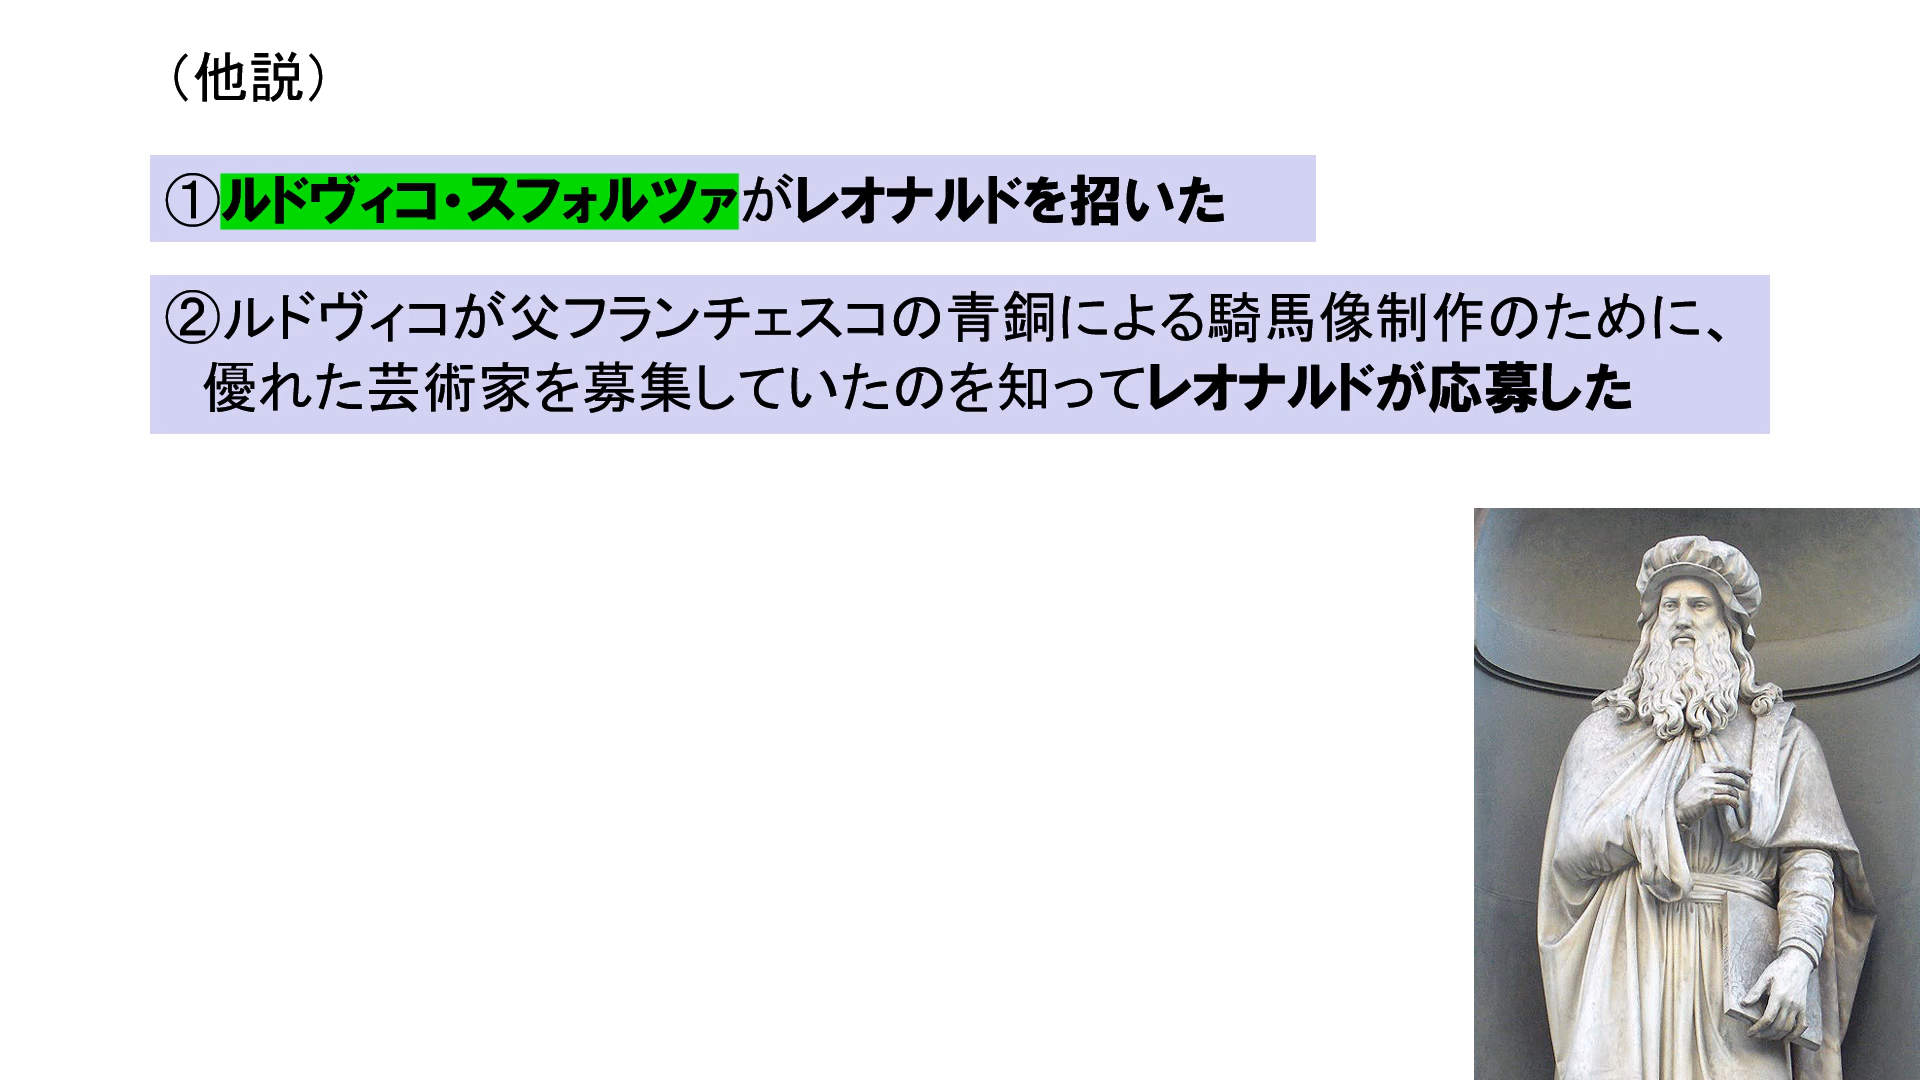 （他説）
①ルドヴィコ・スフォルツァがレオナルドを招いた
②ルドヴィコが父フランチェスコの青銅による騎馬像制作のために、
優れた芸術家を募集していたのを知ってレオナルドが応募した